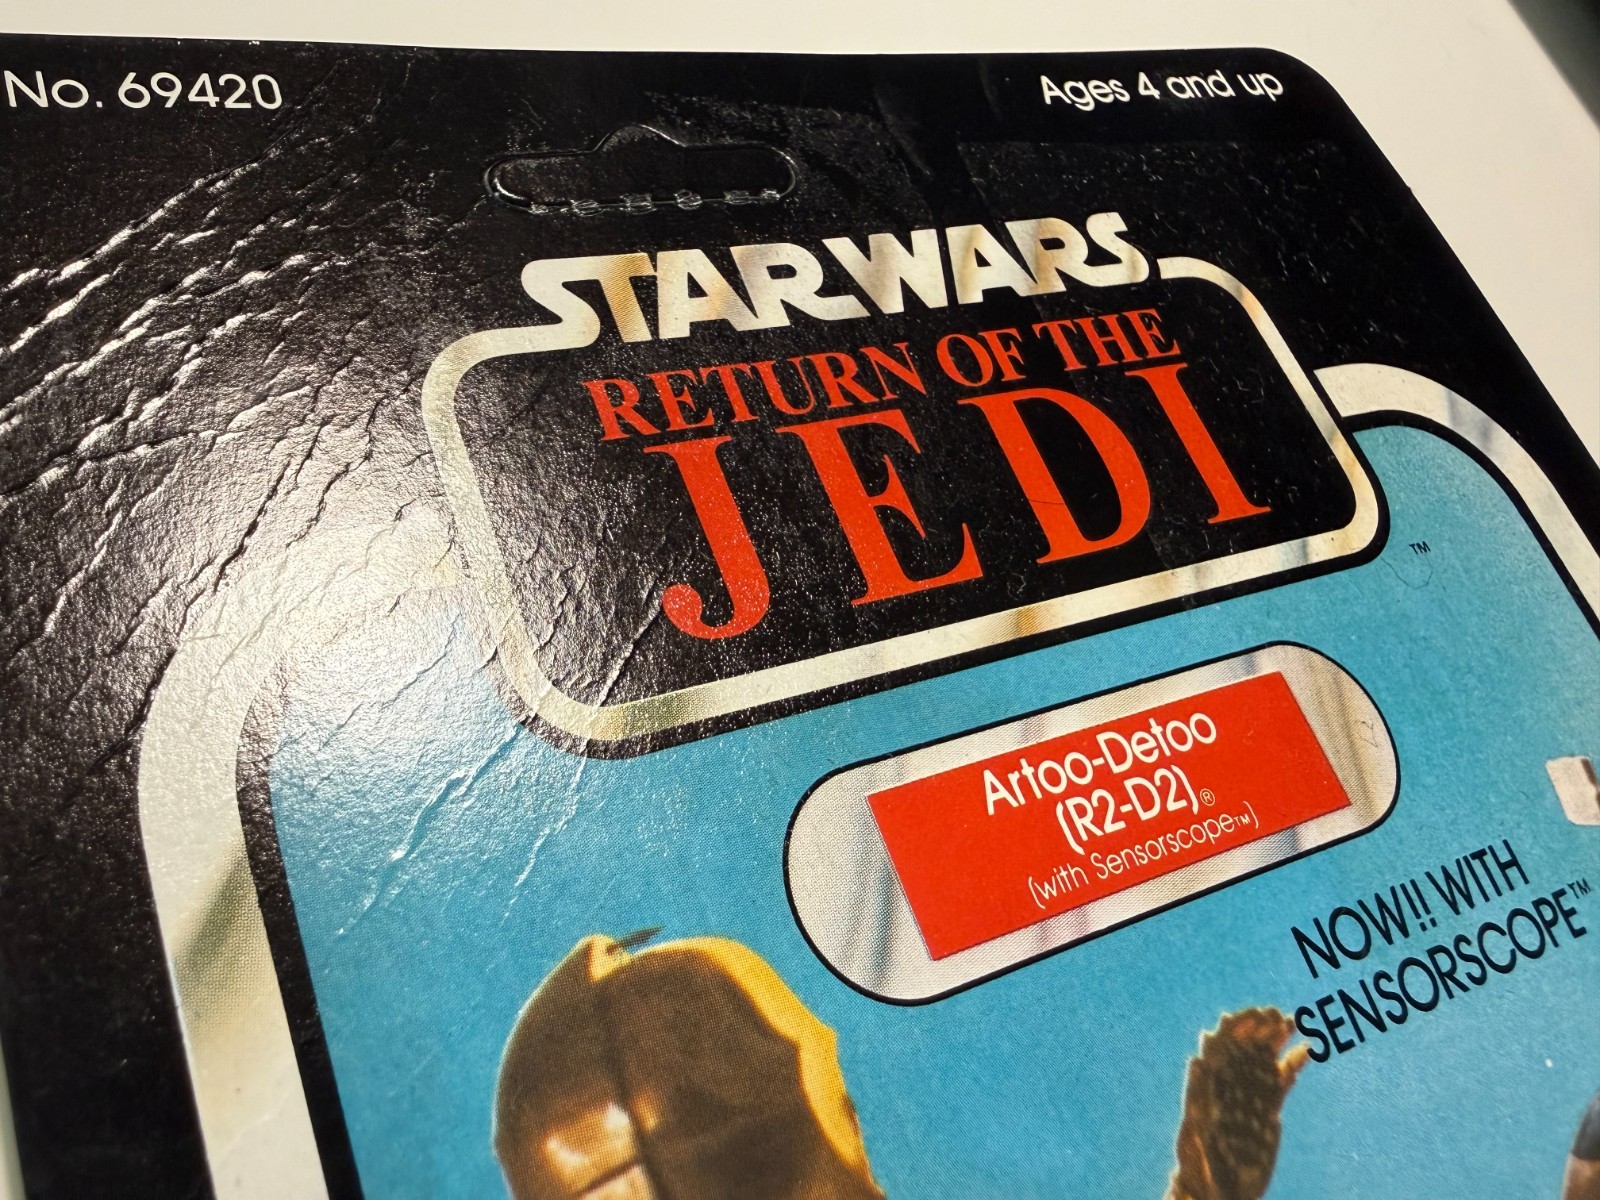 No. 69420
Ages 4 and up
STAR WARS
RETURN OF THE
JEDI
TM
Artoo-Detoo
(R2-D2)®
(with Sensorscope™)
NOW!! WITH
SENSORSCOPE™